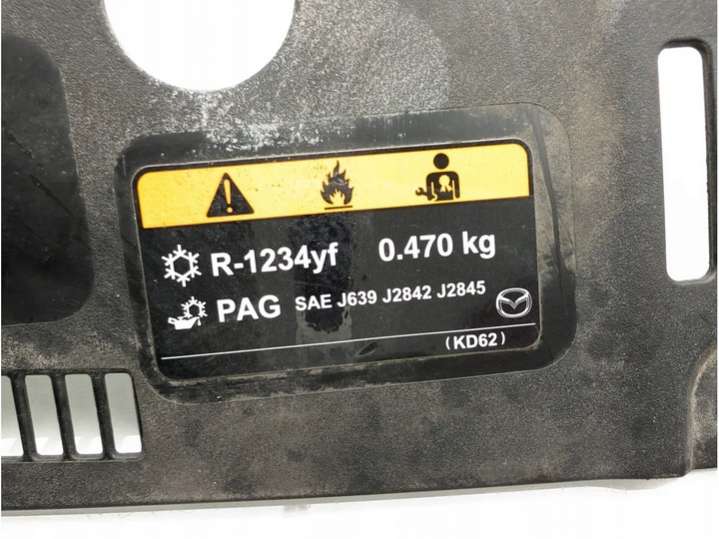 R-1234yf 0.470 kg
PAG SAE J639 J2842 J2845
(KD62)